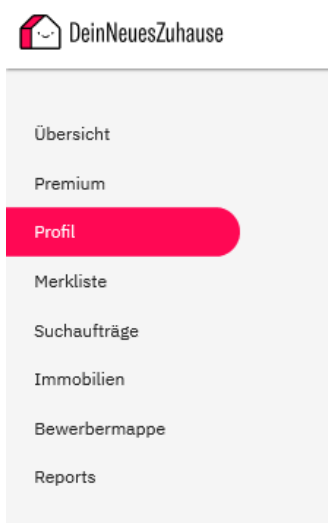 DeinNeuesZuhause
Übersicht
Premium
Profil
Merkliste
Suchaufträge
Immobilien
Bewerbermappe
Reports